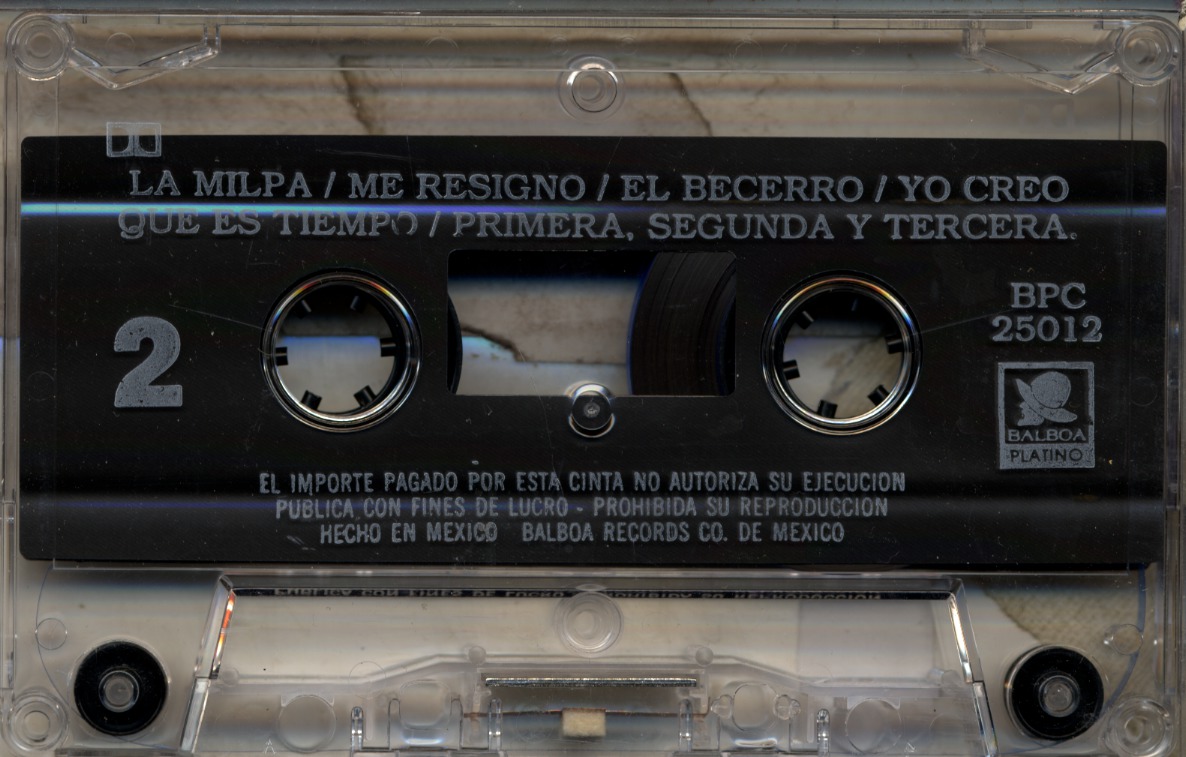 LA MILPA / ME RESIGNO / EL BECERRO / YO CREO
QUE ES TIEMPO / PRIMERA, SEGUNDA Y TERCERA.
BPC
25012
2
BALBOA
PLATINO
EL IMPORTE PAGADO POR ESTA CINTA NO AUTORIZA SU EJECUCION
PUBLICA CON FINES DE LUCRO - PROHIBIDA SU REPRODUCCION
HECHO EN MEXICO BALBOA RECORDS CO. DE MEXICO